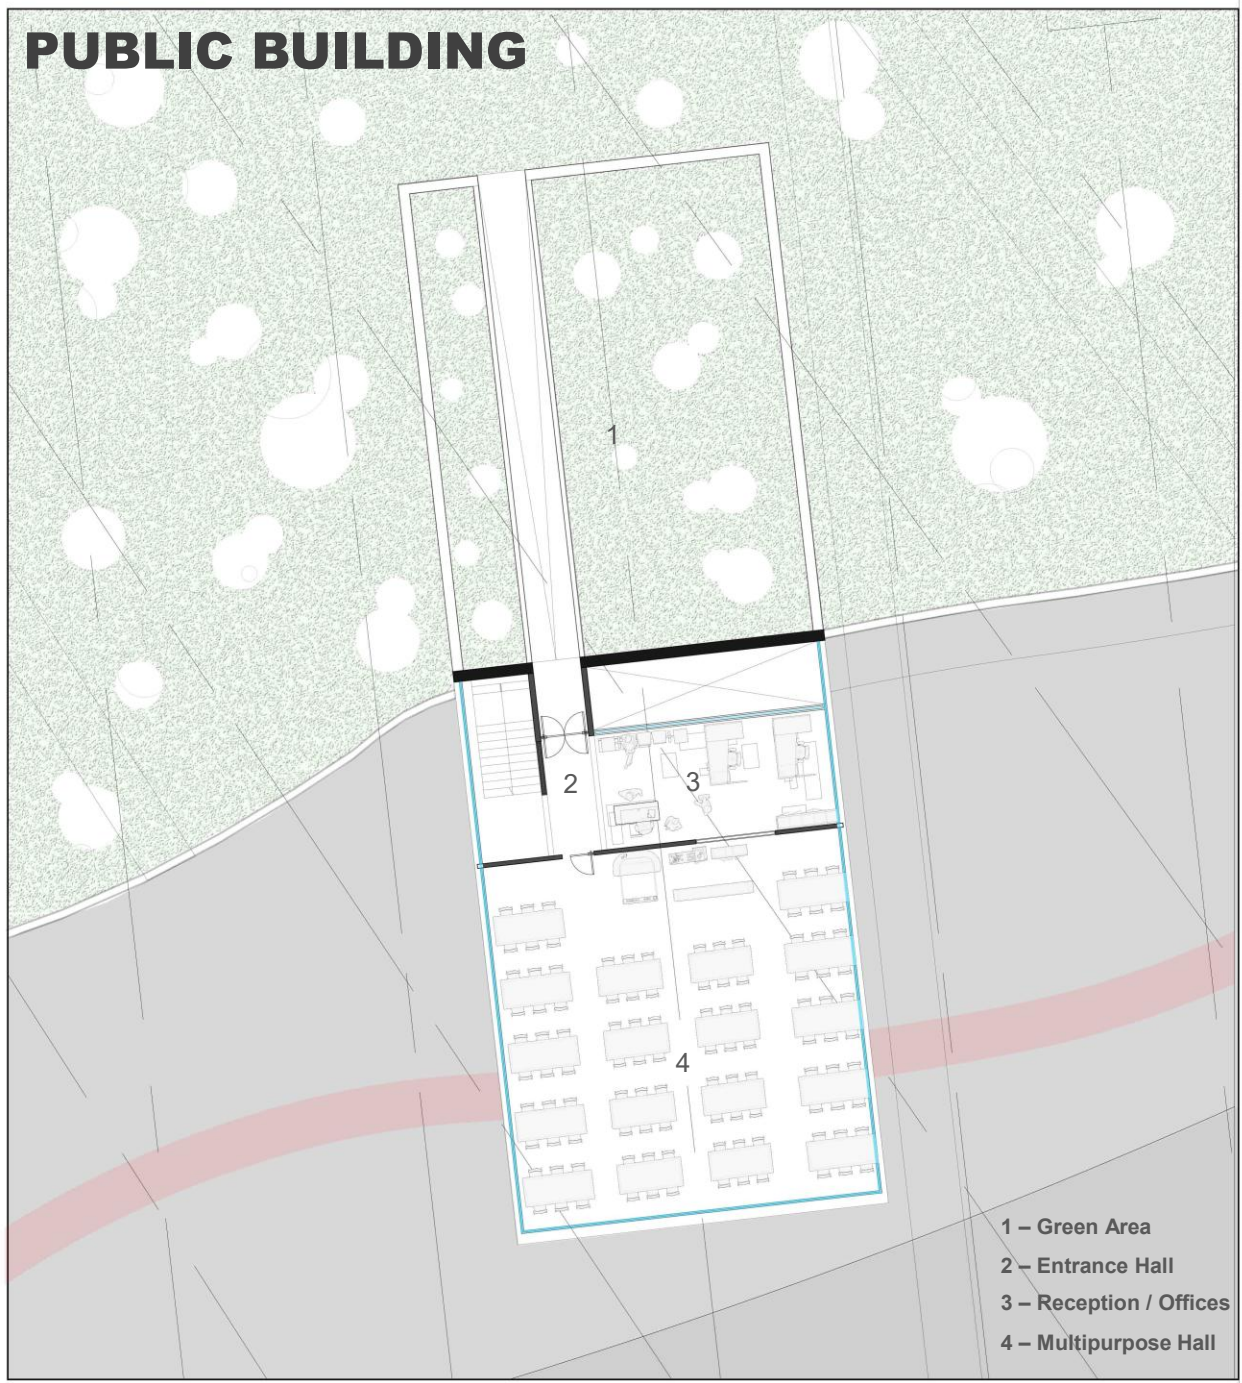 PUBLIC BUILDING
1
2
3
4
1 – Green Area
2 – Entrance Hall
3 – Reception / Offices
4 – Multipurpose Hall